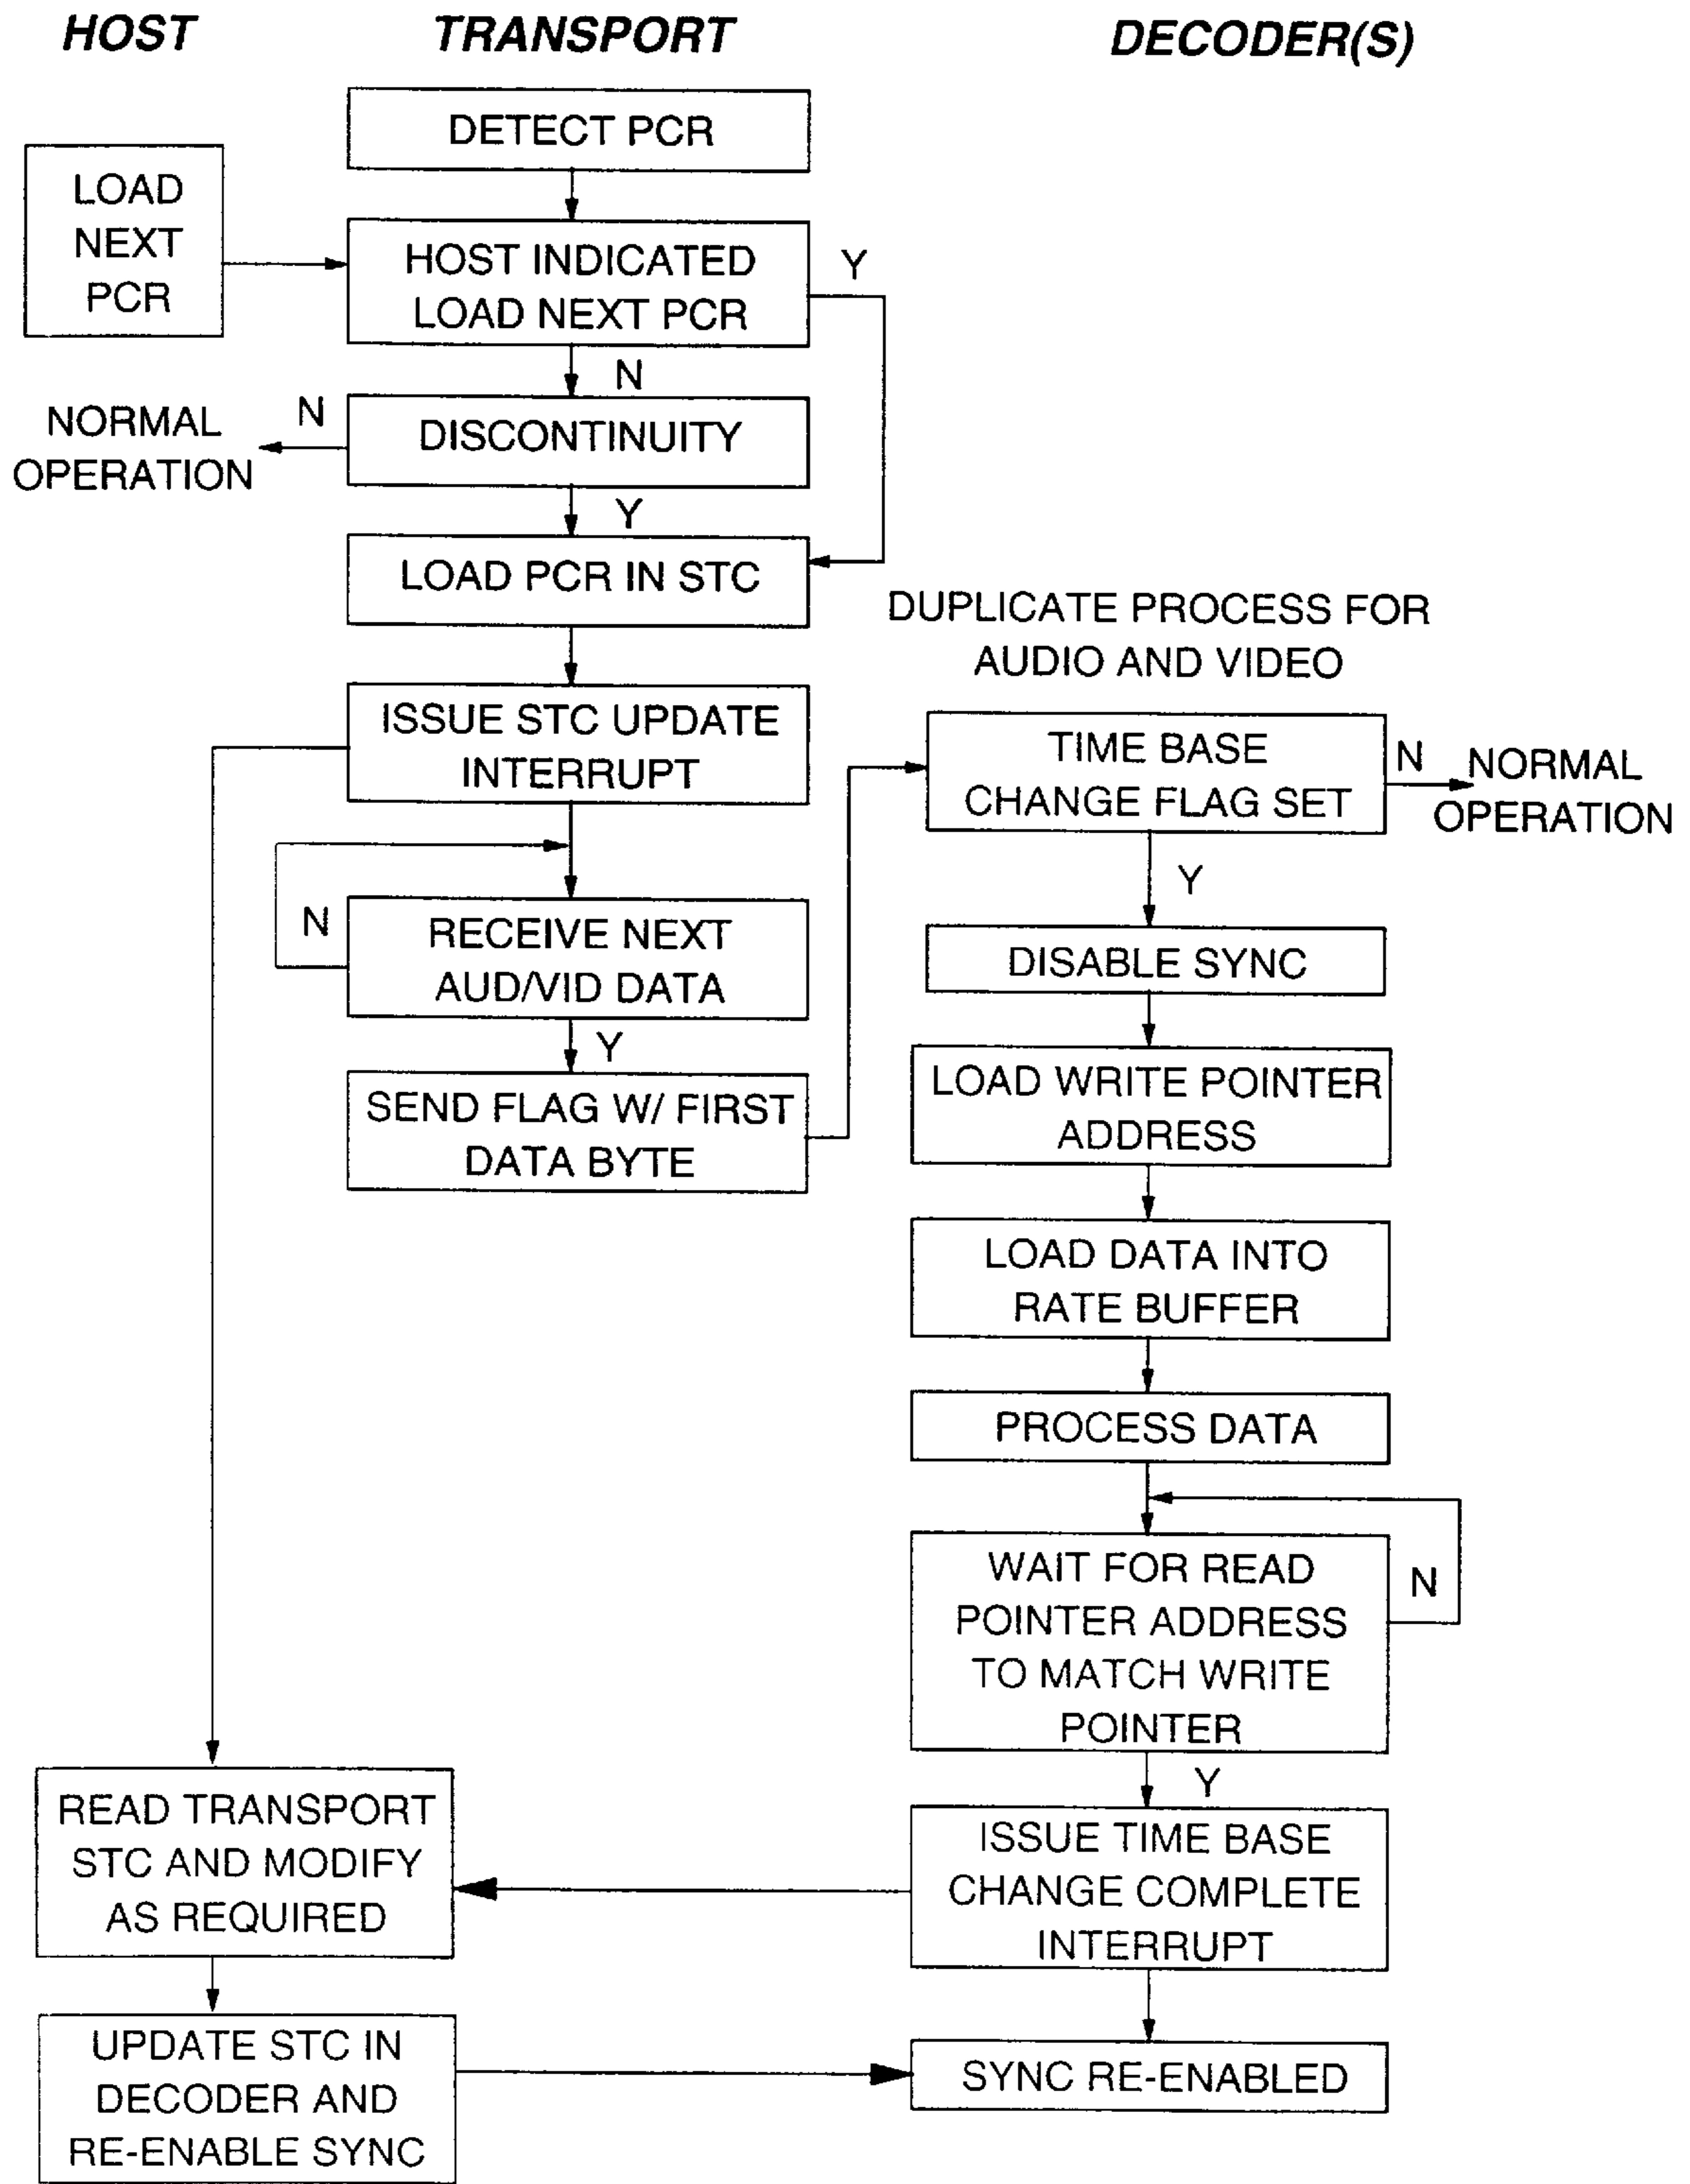 HOST
TRANSPORT
DECODER(S)
DETECT PCR
LOAD
NEXT
PCR
HOST INDICATED
LOAD NEXT PCR
Y
N
DISCONTINUITY
N
NORMAL
OPERATION
Y
LOAD PCR IN STC
ISSUE STC UPDATE
INTERRUPT
N
RECEIVE NEXT
AUD/VID DATA
Y
SEND FLAG W/ FIRST
DATA BYTE
DUPLICATE PROCESS FOR
AUDIO AND VIDEO
TIME BASE
CHANGE FLAG SET
N
NORMAL
OPERATION
Y
DISABLE SYNC
LOAD WRITE POINTER
ADDRESS
LOAD DATA INTO
RATE BUFFER
PROCESS DATA
WAIT FOR READ
POINTER ADDRESS
TO MATCH WRITE
POINTER
N
Y
ISSUE TIME BASE
CHANGE COMPLETE
INTERRUPT
READ TRANSPORT
STC AND MODIFY
AS REQUIRED
UPDATE STC IN
DECODER AND
RE-ENABLE SYNC
SYNC RE-ENABLED